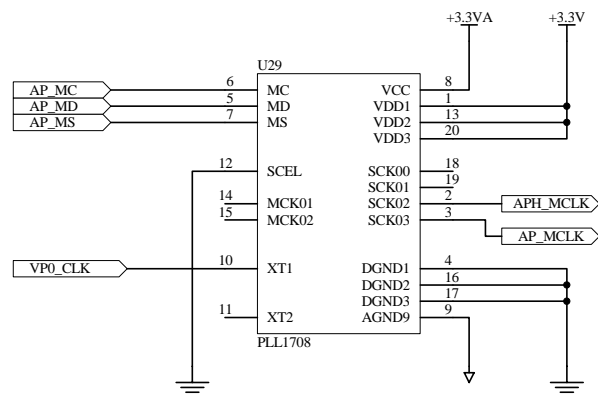 +3.3VA
+3.3V
U29
AP_MC
6
MC
VCC
8
AP_MD
5
MD
VDD1
1
AP_MS
7
MS
VDD2
13
VDD3
20
12
SCEL
SCK00
18
SCK01
19
14
MCK01
SCK02
2
APH_MCLK
15
MCK02
SCK03
3
AP_MCLK
VP0_CLK
10
XT1
DGND1
4
DGND2
16
DGND3
17
11
XT2
AGND9
9
PLL1708